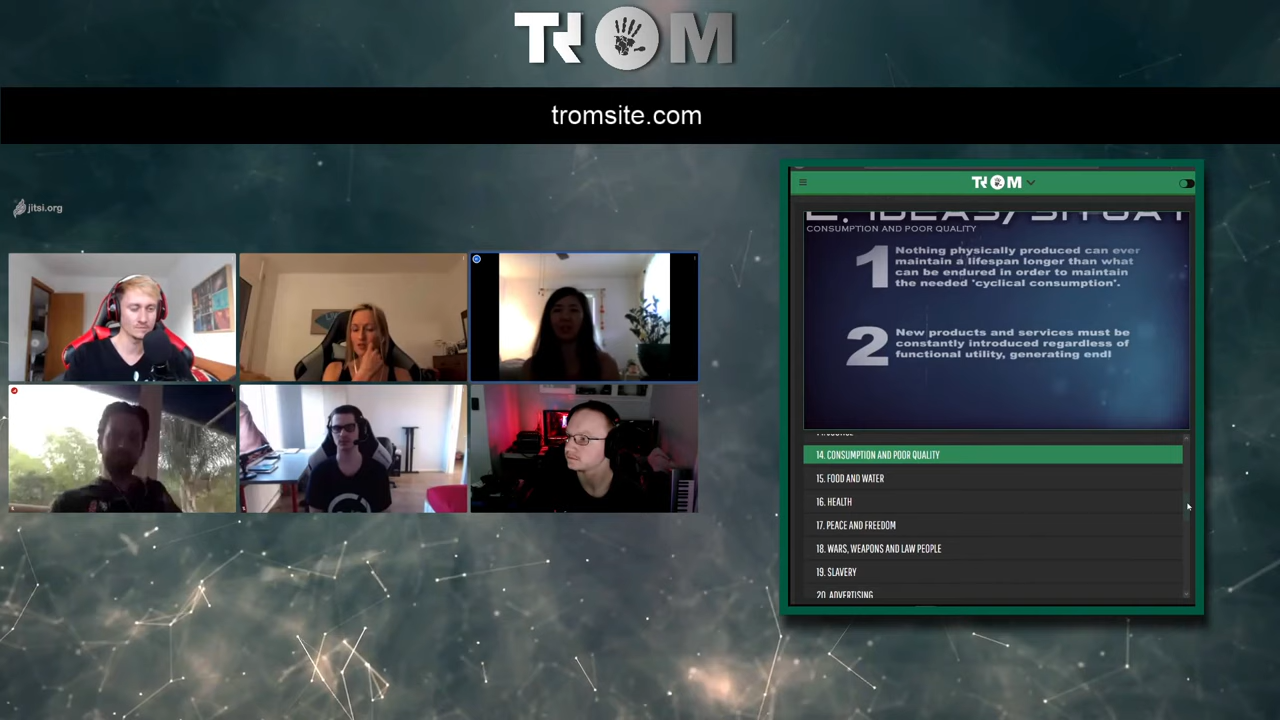 TROM
tromsite.com
jitsi.org
TROM
2. IDEAS/SITUAT
CONSUMPTION AND POOR QUALITY
1
Nothing physically produced can ever
maintain a lifespan longer than what
can be endured in order to maintain
the needed 'cyclical consumption'.
2
New products and services must be
constantly introduced regardless of
functional utility, generating endl
14. CONSUMPTION AND POOR QUALITY
15. FOOD AND WATER
16. HEALTH
17. PEACE AND FREEDOM
18. WARS, WEAPONS AND LAW PEOPLE
19. SLAVERY
20. ADVERTISING